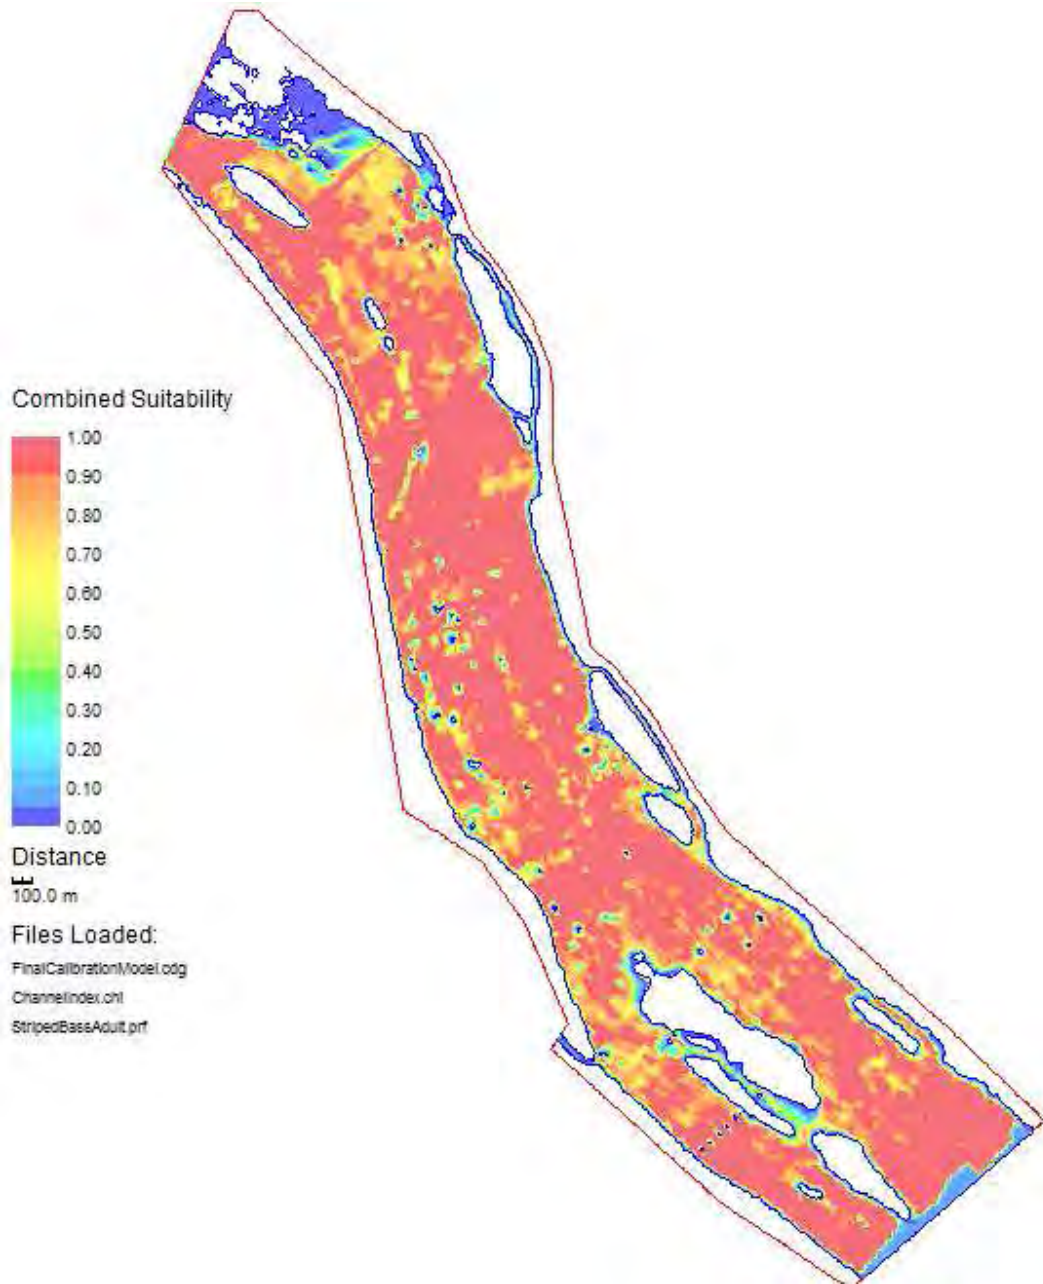 Combined Suitability
1.00
0.90
0.80
0.70
0.60
0.50
0.40
0.30
0.20
0.10
0.00
Distance
100.0 m
Files Loaded:
FinalCalibrationModel.cdg
ChannelIndex.chi
StripedBassAdult.prf